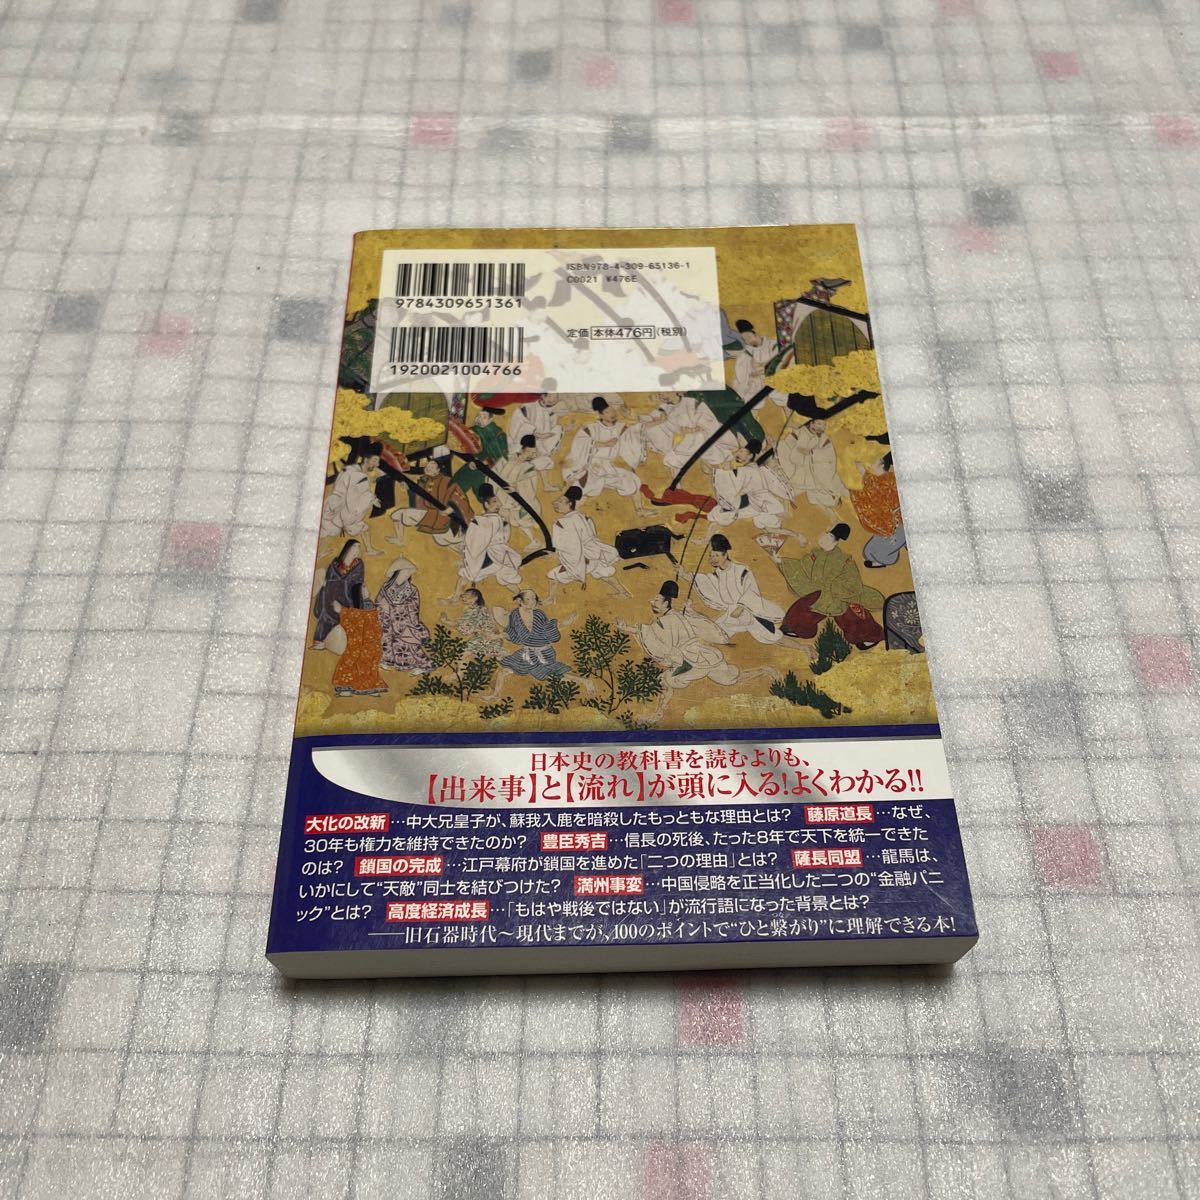 ISBN978-4-309-65136-1
C0021 ¥476E
9784309651361
定価 本体476円(税別)
1920021004766
日本史の教科書を読むよりも、
【出来事】と【流れ】が頭に入る!よくわかる!!
大化の改新…中大兄皇子が、蘇我入鹿を暗殺したもっともな理由とは? 藤原道長…なぜ、
30年も権力を維持できたのか? 豊臣秀吉…信長の死後、たった8年で天下を統一できた
のは? 鎖国の完成…江戸幕府が鎖国を進めた「二つの理由」とは? 薩長同盟…龍馬は、
いかにして“天敵”同士を結びつけた? 満州事変…中国侵略を正当化した二つの“金融パニ
ック”とは? 高度経済成長…「もはや戦後ではない」が流行語になった背景とは?
――旧石器時代〜現代までが、100のポイントで“ひと繋がり”に理解できる本!